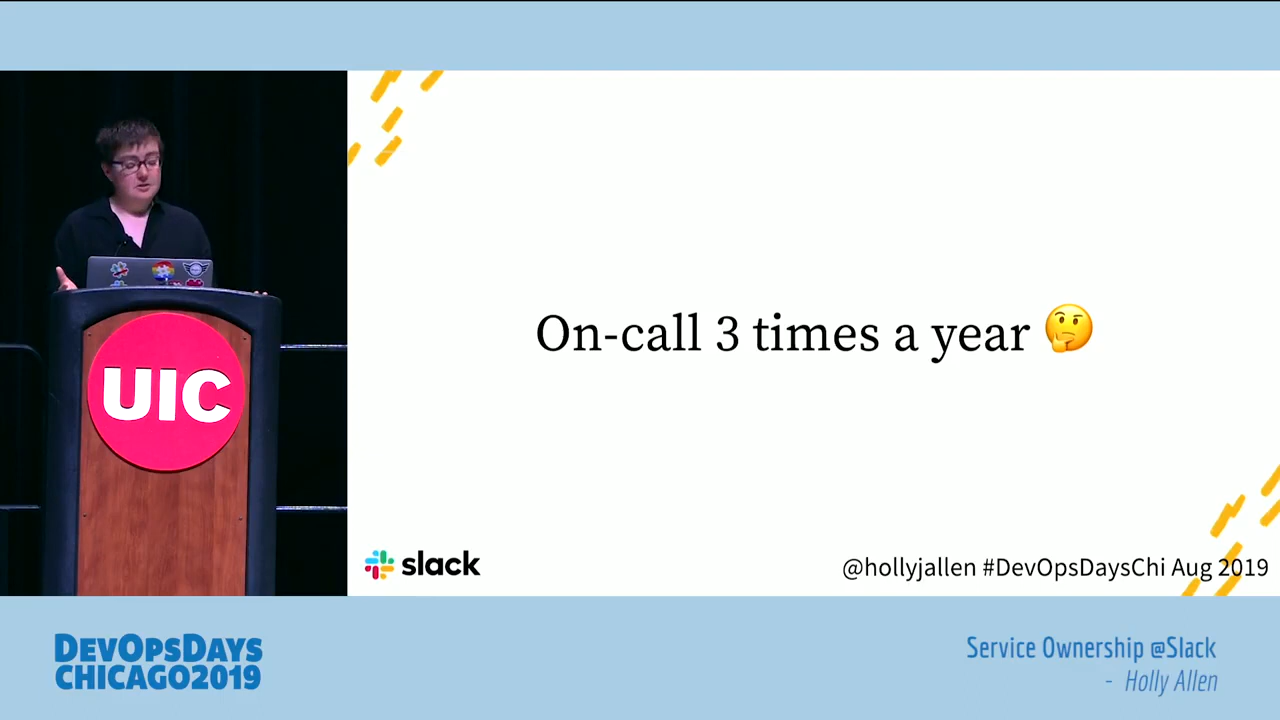 On-call 3 times a year 🤔
UIC
slack
@hollyjallen #DevOpsDaysChi Aug 2019
DEVOPSDAYS
CHICAGO2019
Service Ownership @Slack
- Holly Allen